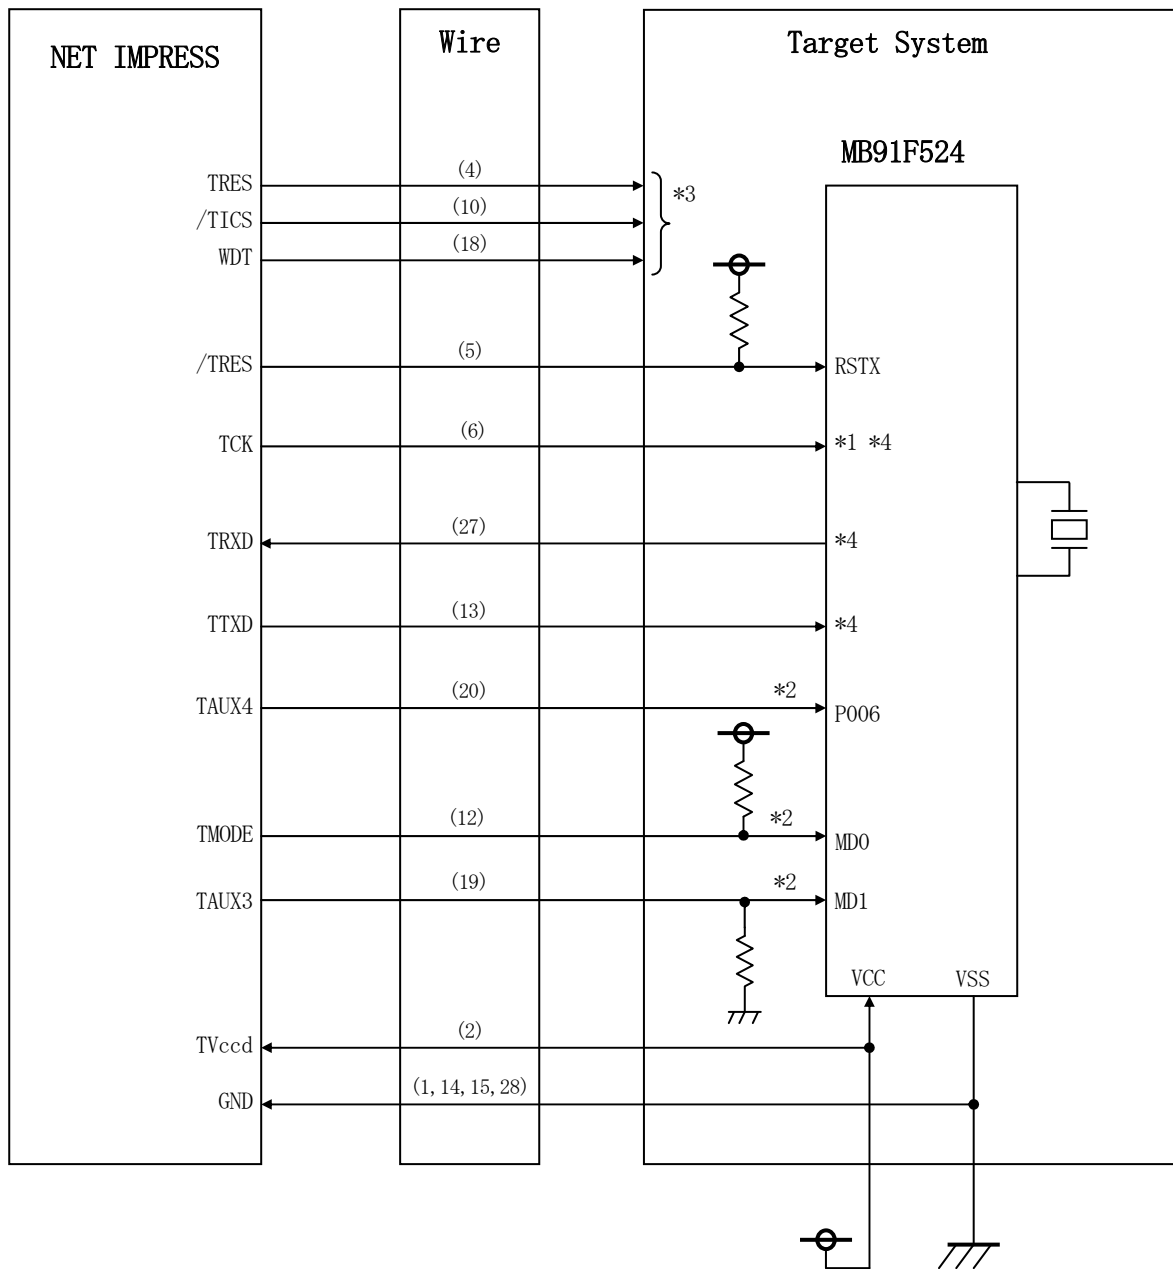 NET IMPRESS
Wire
Target System
MB91F524
TRES (4) *3
/TICS (10)
WDT (18)
/TRES (5) RSTX
TCK (6) *1 *4
TRXD (27) *4
TTXD (13) *4
TAUX4 (20) *2 P006
TMODE (12) *2 MD0
TAUX3 (19) *2 MD1
VCC VSS
TVccd (2)
GND (1,14,15,28)